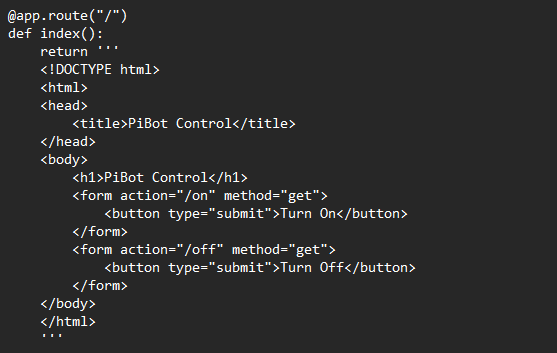 @app.route("/")
def index():
    return '''
    <!DOCTYPE html>
    <html>
    <head>
        <title>PiBot Control</title>
    </head>
    <body>
        <h1>PiBot Control</h1>
        <form action="/on" method="get">
            <button type="submit">Turn On</button>
        </form>
        <form action="/off" method="get">
            <button type="submit">Turn Off</button>
        </form>
    </body>
    </html>
    '''